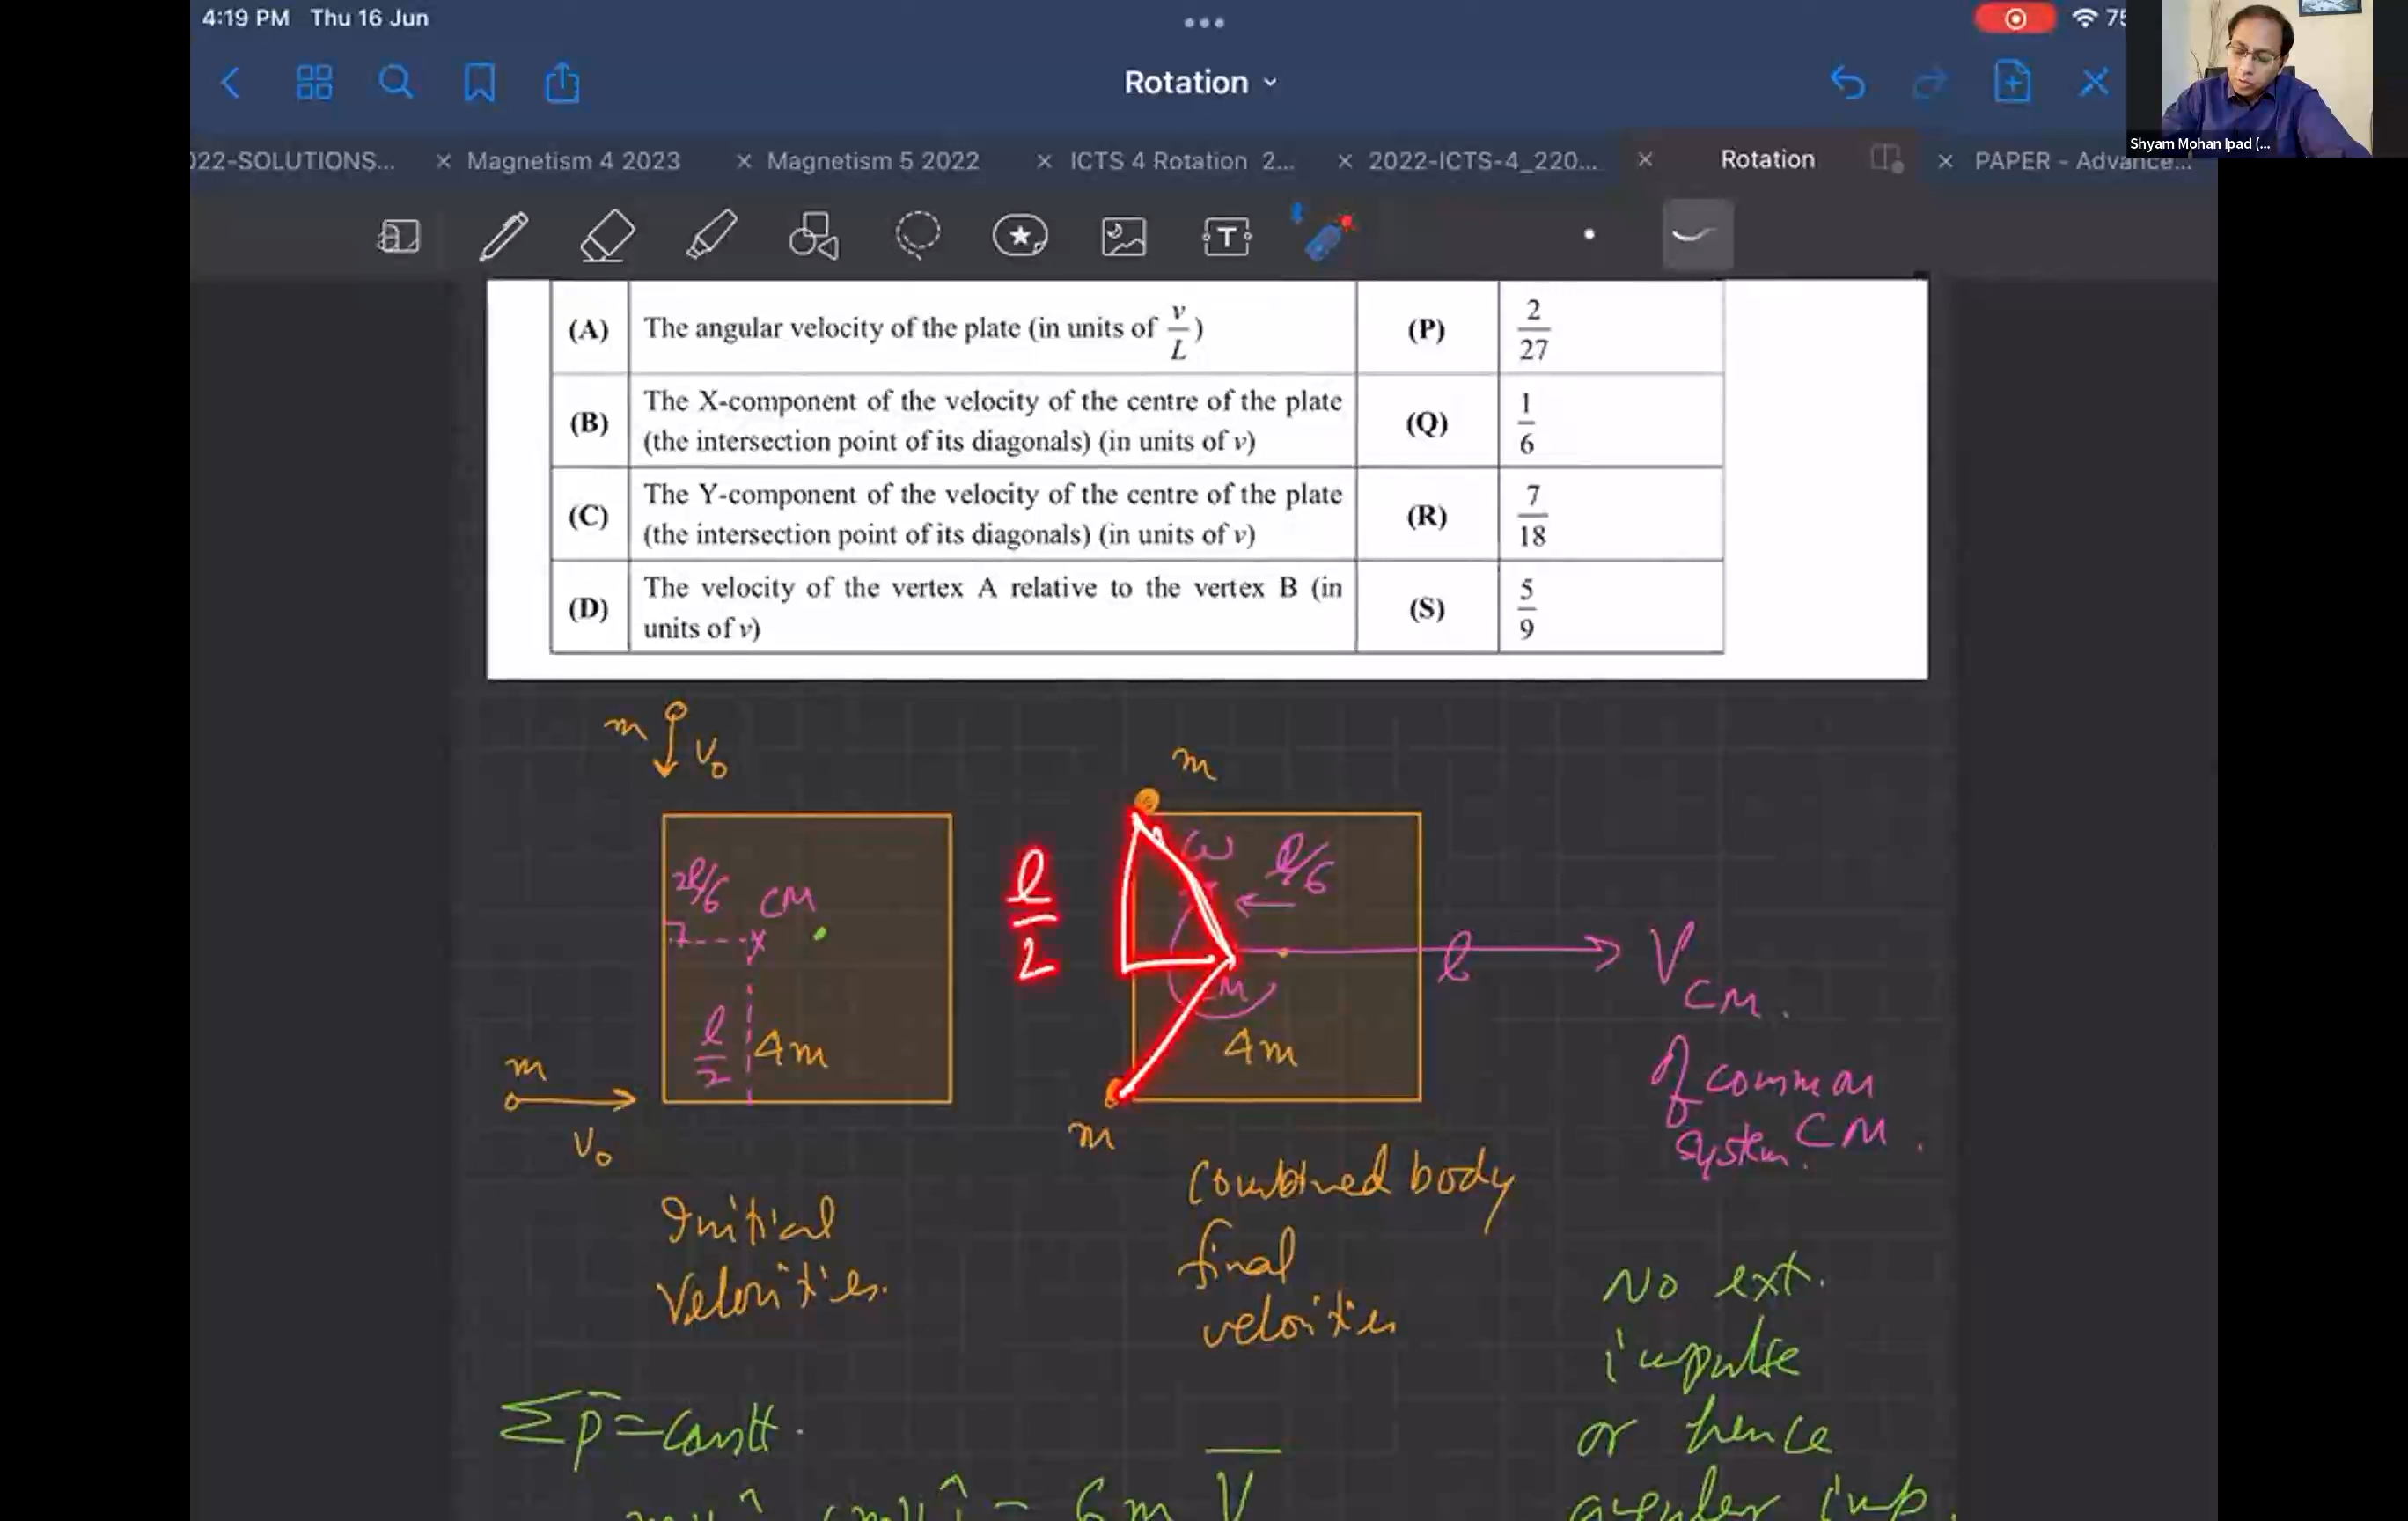 4:19 PM Thu 16 Jun
Rotation
022-SOLUTIONS...
Magnetism 4 2023
Magnetism 5 2022
ICTS 4 Rotation 2...
2022-ICTS-4_220...
Rotation
PAPER - Advance...
Shyam Mohan Ipad (...
(A) The angular velocity of the plate (in units of v/L) (P) 2/27
(B) The X-component of the velocity of the centre of the plate
(the intersection point of its diagonals) (in units of v) (Q) 1/6
(C) The Y-component of the velocity of the centre of the plate
(the intersection point of its diagonals) (in units of v) (R) 7/18
(D) The velocity of the vertex A relative to the vertex B (in
units of v) (S) 5/9
m
V₀
2l/6
CM
l/2
4m
m
V₀
Initial
Velocities.
m
l/2
ω
l/6
CM
4m
l
m
Combined body
final
velocities
V_CM.
of common
system. CM.
No ext.
impulse
or hence
angular imp.
Σp̄ = constt.
= 6m V̄